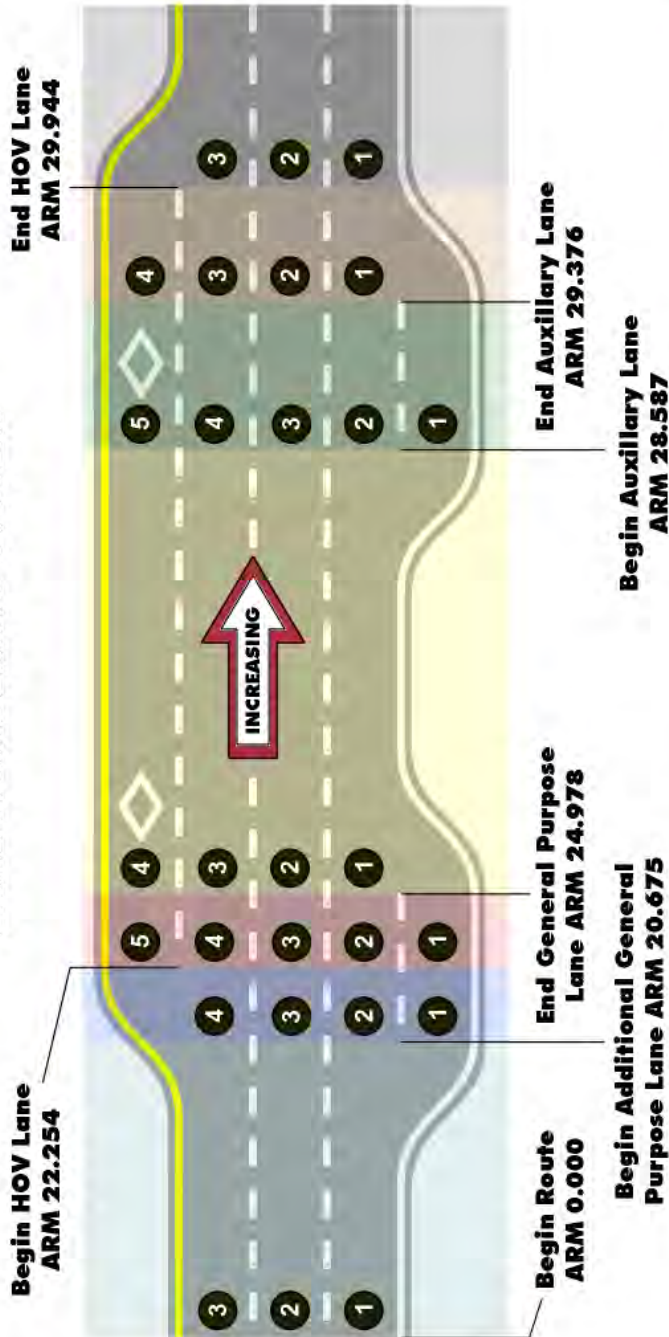 Begin HOV Lane
ARM 22.254
End HOV Lane
ARM 29.944
5 4 5 4
3 4 4 3 4 3 3
INCREASING
2 3 3 2 3 2 2
1 2 2 1 2 1 1
1 1 1
Begin Route
ARM 0.000
End General Purpose
Lane ARM 24.978
Begin Additional General
Purpose Lane ARM 20.675
End Auxillary Lane
ARM 29.376
Begin Auxillary Lane
ARM 28.587